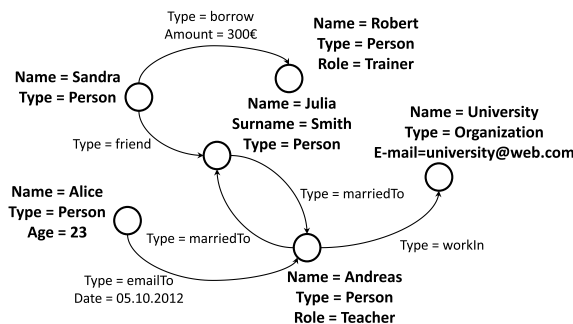 Type = borrow
Amount = 300€
Name = Robert
Type = Person
Role = Trainer
Name = Sandra
Type = Person
Name = Julia
Surname = Smith
Type = Person
Name = University
Type = Organization
E-mail=university@web.com
Type = friend
Name = Alice
Type = Person
Age = 23
Type = marriedTo
Type = marriedTo
Type = workIn
Type = emailTo
Date = 05.10.2012
Name = Andreas
Type = Person
Role = Teacher